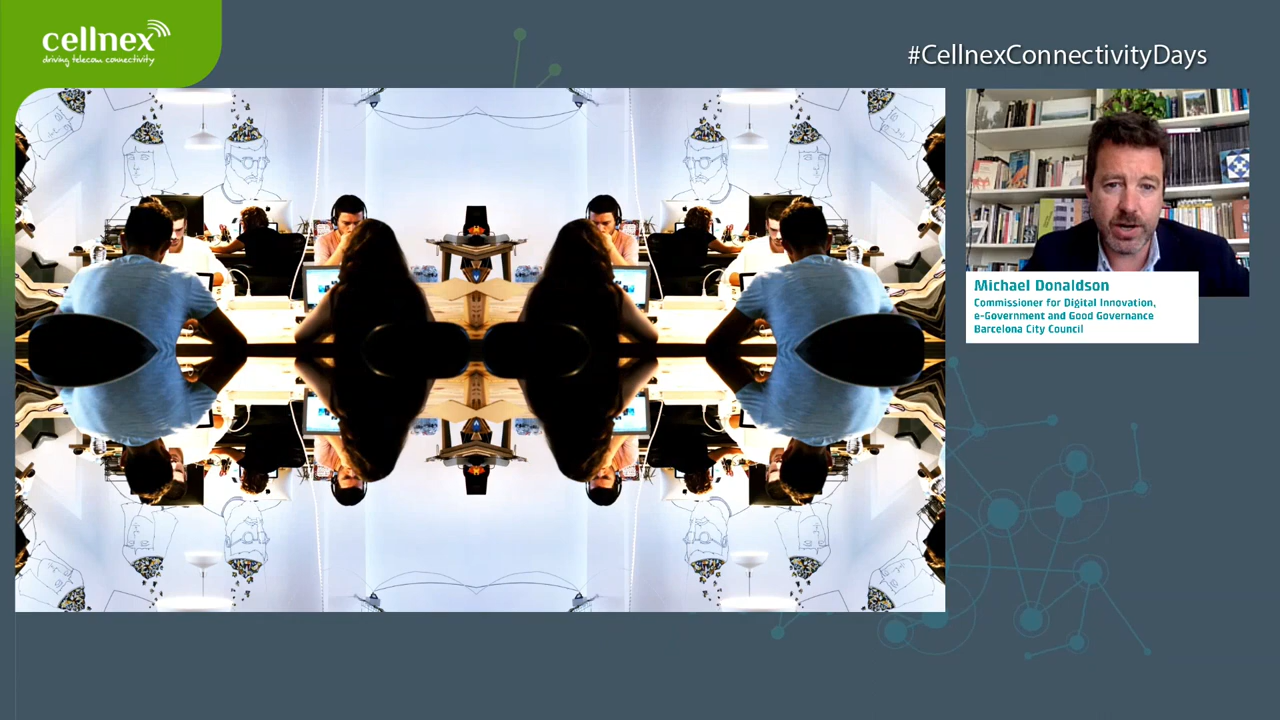 cellnex
driving telecom connectivity
#CellnexConnectivityDays
Michael Donaldson
Commissioner for Digital Innovation,
e-Government and Good Governance
Barcelona City Council